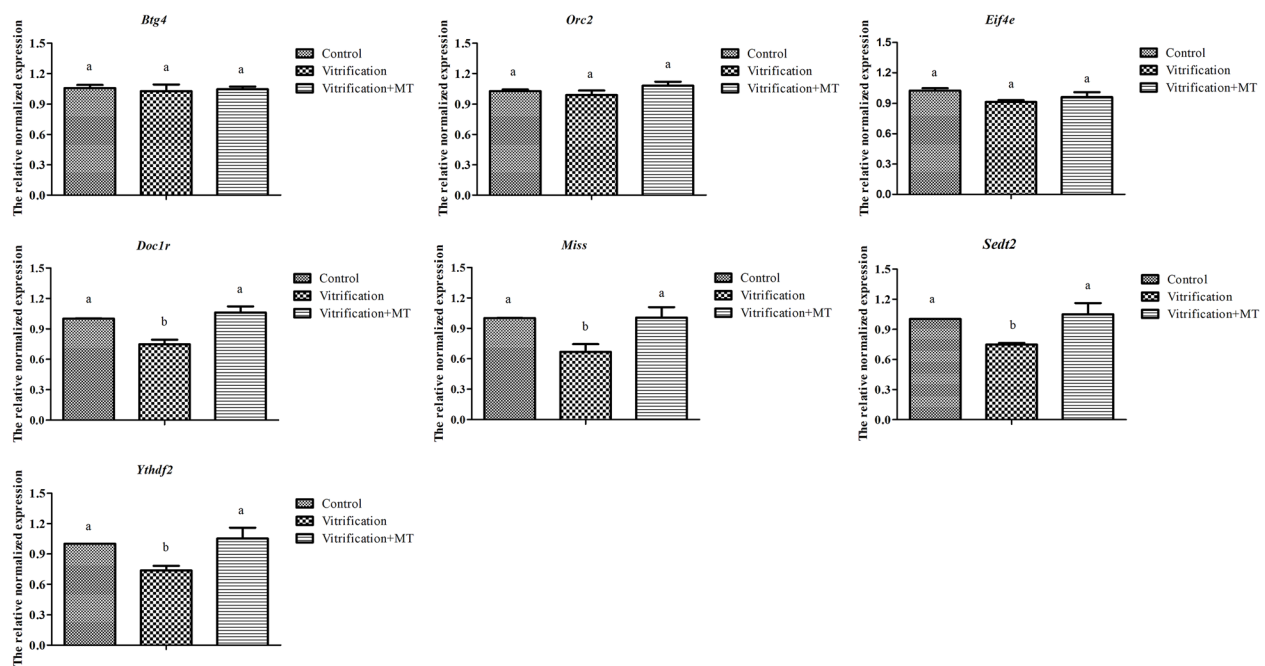 Btg4
The relative normalized expression
1.5
1.2
0.9
0.6
0.3
0.0
a
a
a
Control
Vitrification
Vitrification+MT
Orc2
The relative normalized expression
1.5
1.2
0.9
0.6
0.3
0.0
a
a
a
Control
Vitrification
Vitrification+MT
Eif4e
The relative normalized expression
1.5
1.2
0.9
0.6
0.3
0.0
a
a
a
Control
Vitrification
Vitrification+MT
Doc1r
The relative normalized expression
1.5
1.2
0.9
0.6
0.3
0.0
a
b
a
Control
Vitrification
Vitrification+MT
Miss
The relative normalized expression
1.5
1.2
0.9
0.6
0.3
0.0
a
b
a
Control
Vitrification
Vitrification+MT
Sedt2
The relative normalized expression
1.5
1.2
0.9
0.6
0.3
0.0
a
b
a
Control
Vitrification
Vitrification+MT
Ythdf2
The relative normalized expression
1.5
1.2
0.9
0.6
0.3
0.0
a
b
a
Control
Vitrification
Vitrification+MT